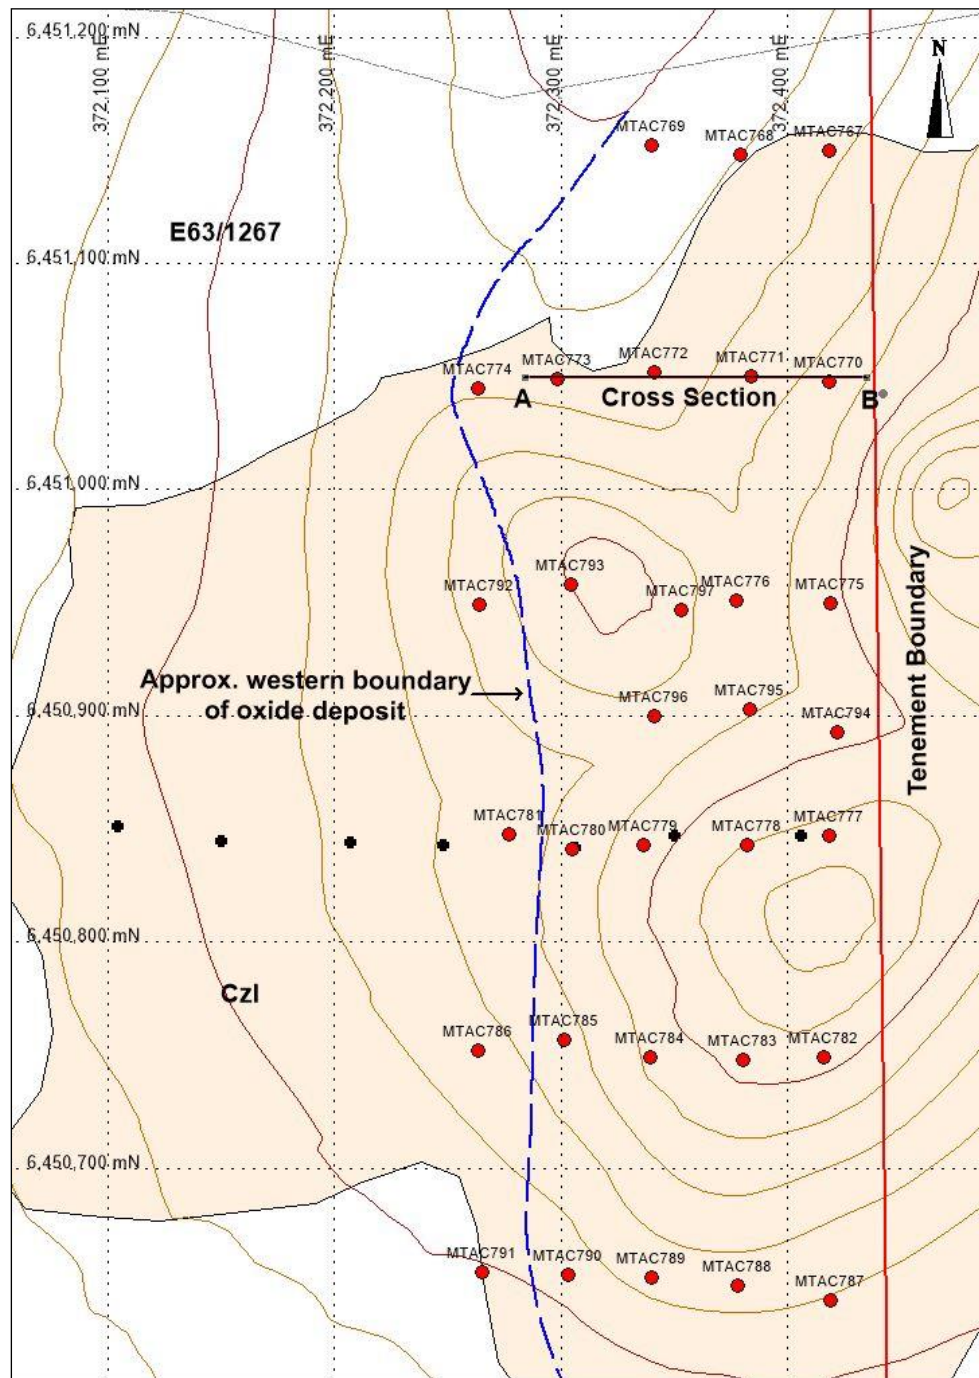 6,451,200 mN
372,100 mE
372,200 mE
372,300 mE
372,400 mE
N
MTAC769
MTAC768
MTAC767
E63/1267
6,451,100 mN
MTAC774
MTAC773
MTAC772
MTAC771
MTAC770
A
Cross Section
B
6,451,000 mN
MTAC792
MTAC793
MTAC797
MTAC776
MTAC775
Tenement Boundary
Approx. western boundary
of oxide deposit
6,450,900 mN
MTAC796
MTAC795
MTAC794
MTAC781
MTAC780
MTAC779
MTAC778
MTAC777
6,450,800 mN
Czl
MTAC786
MTAC785
MTAC784
MTAC783
MTAC782
6,450,700 mN
MTAC791
MTAC790
MTAC789
MTAC788
MTAC787